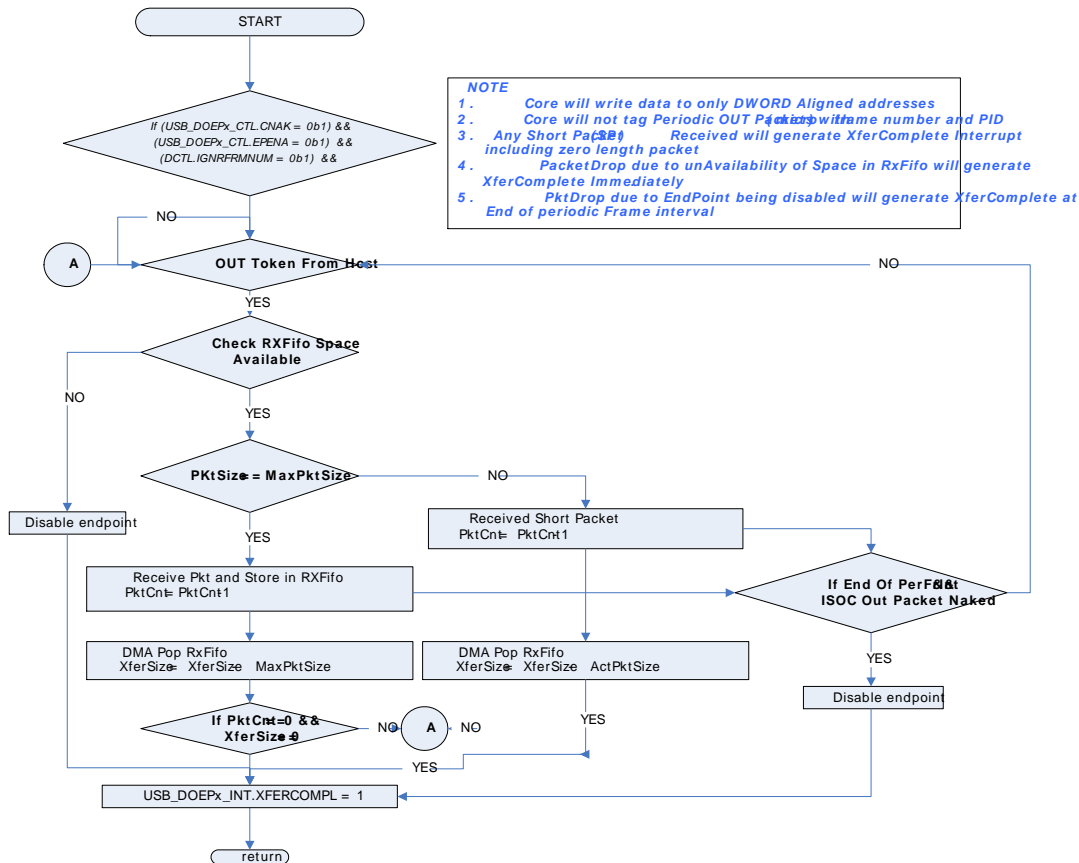 START
If (USB_DOEPx_CTL.CNAK = 0b1) &&
(USB_DOEPx_CTL.EPENA = 0b1) &&
(DCTL.IGNRFRMNUM = 0b1) &&
NOTE
1. Core will write data to only DWORD Aligned addresses
2. Core will not tag Periodic OUT Packets (micro) with frame number and PID
3. Any Short Packet (SP) Received will generate XferComplete Interrupt
including zero length packet
4. PacketDrop due to unAvailability of Space in RxFifo will generate
XferComplete Immediately
5. PktDrop due to EndPoint being disabled will generate XferComplete at
End of periodic Frame interval
NO
A
OUT Token From Host
NO
YES
Check RXFifo Space
Available
NO
YES
PKtSize== MaxPktSize
NO
Disable endpoint
Received Short Packet
PktCnt= PktCnt-1
YES
Receive Pkt and Store in RXFifo
PktCnt= PktCnt-1
If End Of PerFrInt &&
ISOC Out Packet Naked
DMA Pop RxFifo
XferSize= XferSize MaxPktSize
DMA Pop RxFifo
XferSize= XferSize ActPktSize
YES
Disable endpoint
If PktCnt==0 &&
XferSize=0
NO
A
NO
YES
YES
USB_DOEPx_INT.XFERCOMPL = 1
return